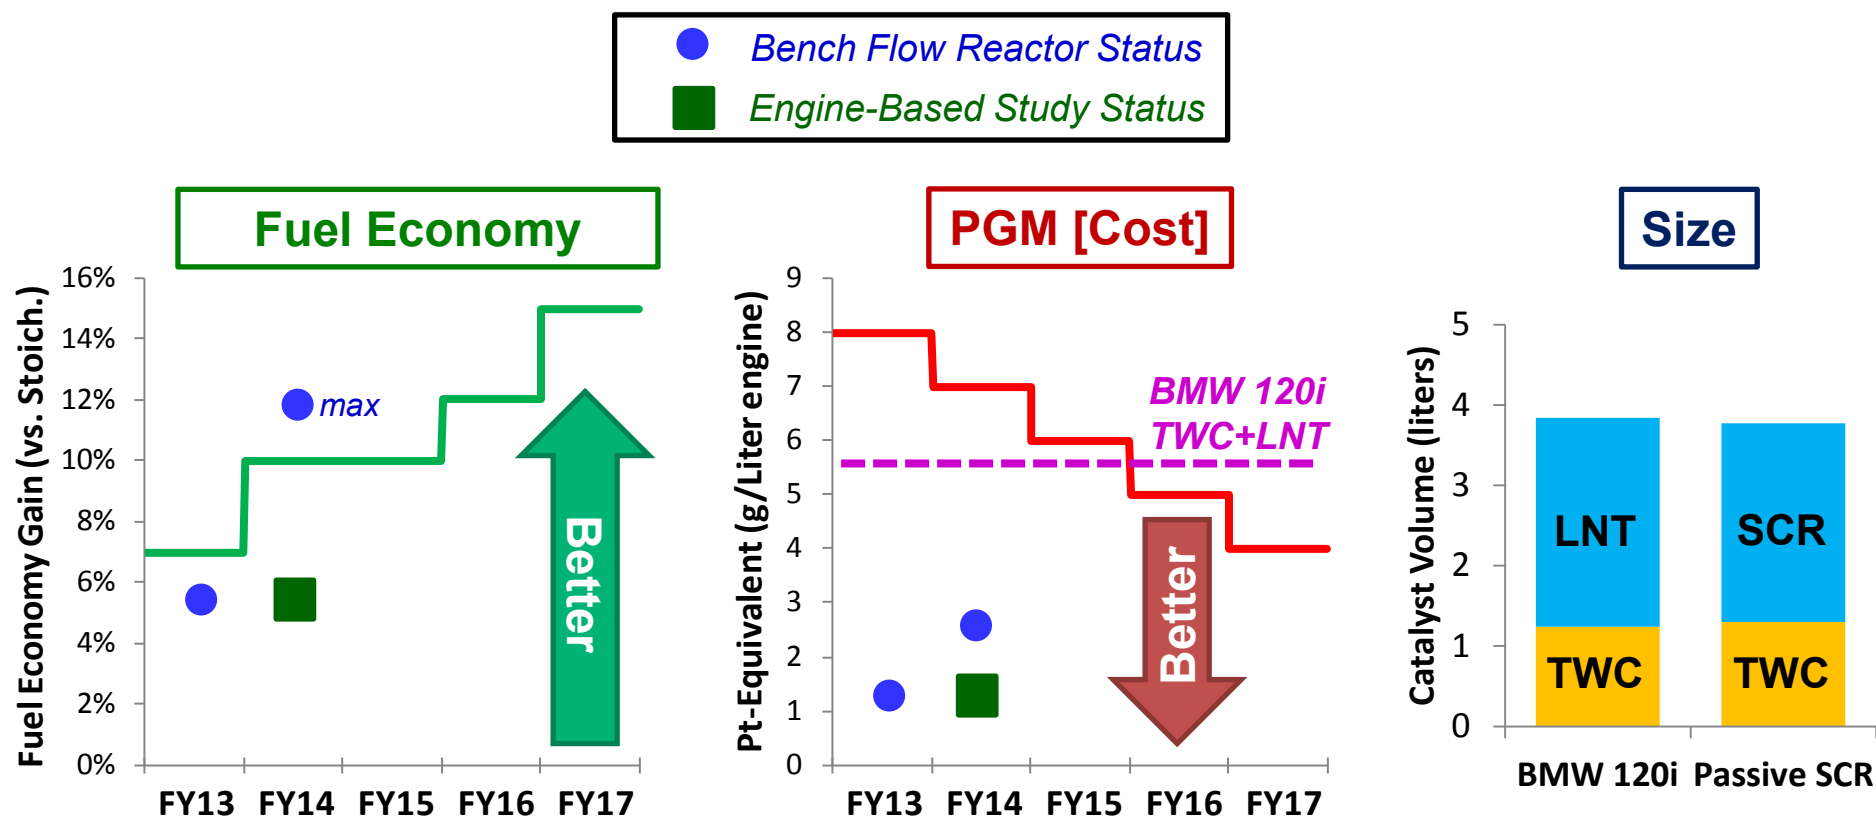 Bench Flow Reactor Status
Engine-Based Study Status
Fuel Economy
Fuel Economy Gain (vs. Stoich.)
16%
14%
12%
10%
8%
6%
4%
2%
0%
max
Better
FY13 FY14 FY15 FY16 FY17
PGM [Cost]
Pt-Equivalent (g/Liter engine)
9
8
7
6
5
4
3
2
1
0
BMW 120i
TWC+LNT
Better
FY13 FY14 FY15 FY16 FY17
Size
Catalyst Volume (liters)
5
4
3
2
1
0
LNT SCR
TWC TWC
BMW 120i Passive SCR